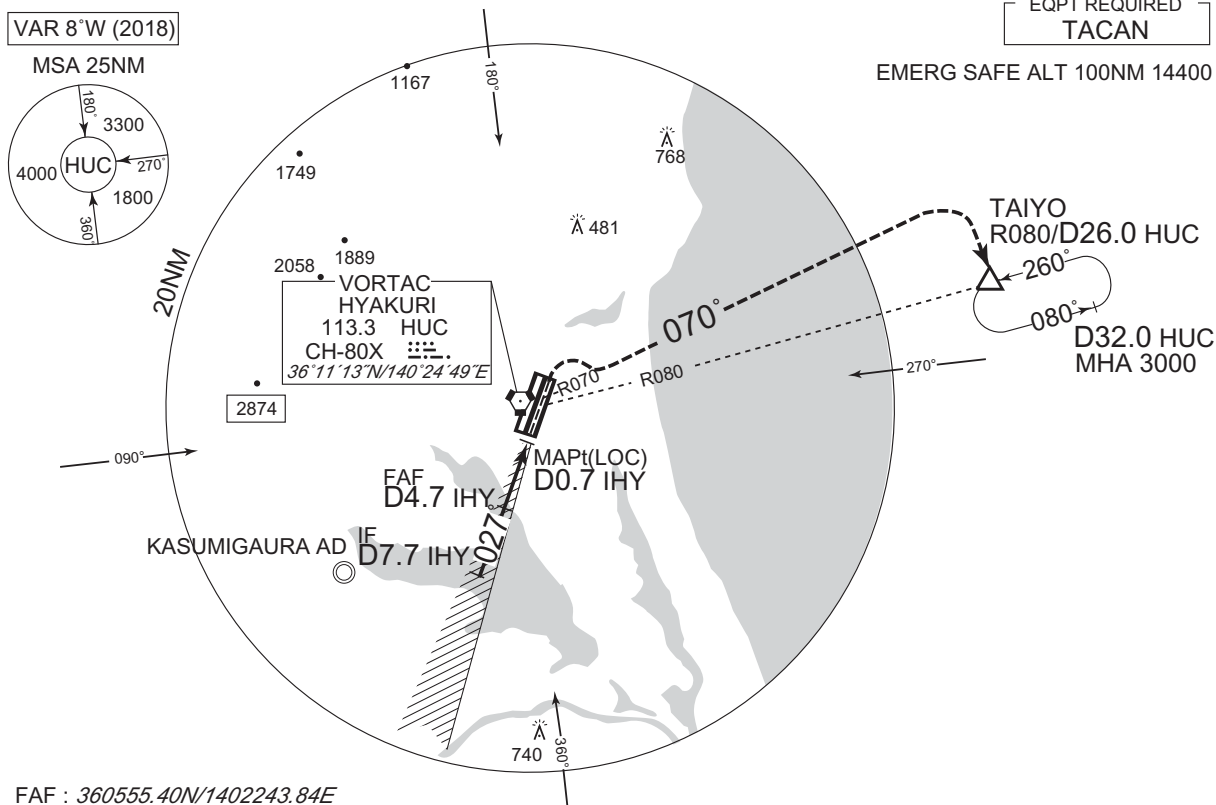 EQPT REQUIRED
TACAN
VAR 8°W (2018)
MSA 25NM
EMERG SAFE ALT 100NM 14400
180°
3300
HUC
270°
4000
1800
360°
180°
1167
1749
768
481
1889
2058
20NM
VORTAC
HYAKURI
113.3 HUC
CH-80X
36°11′13″N/140°24′49″E
2874
TAIYO
R080/D26.0 HUC
260°
080°
D32.0 HUC
MHA 3000
070°
R070
R080
270°
090°
MAPt(LOC)
D0.7 IHY
FAF
D4.7 IHY
KASUMIGAURA AD
IF
D7.7 IHY
027°
740
360°
FAF : 360555.40N/1402243.84E